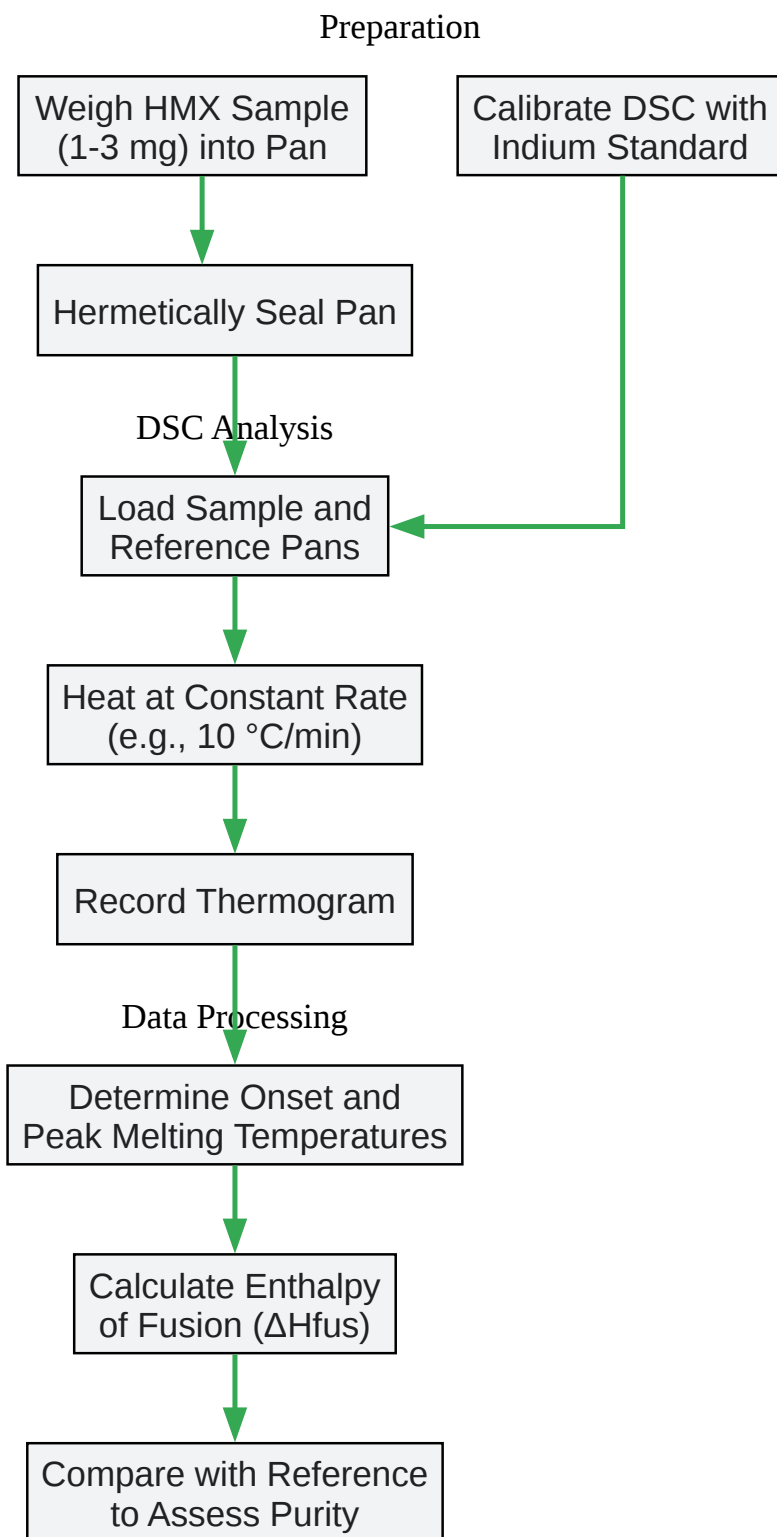 Preparation
Weigh HMX Sample
(1-3 mg) into Pan
Calibrate DSC with
Indium Standard
Hermetically Seal Pan
DSC Analysis
Load Sample and
Reference Pans
Heat at Constant Rate
(e.g., 10 °C/min)
Record Thermogram
Data Processing
Determine Onset and
Peak Melting Temperatures
Calculate Enthalpy
of Fusion (ΔHfus)
Compare with Reference
to Assess Purity